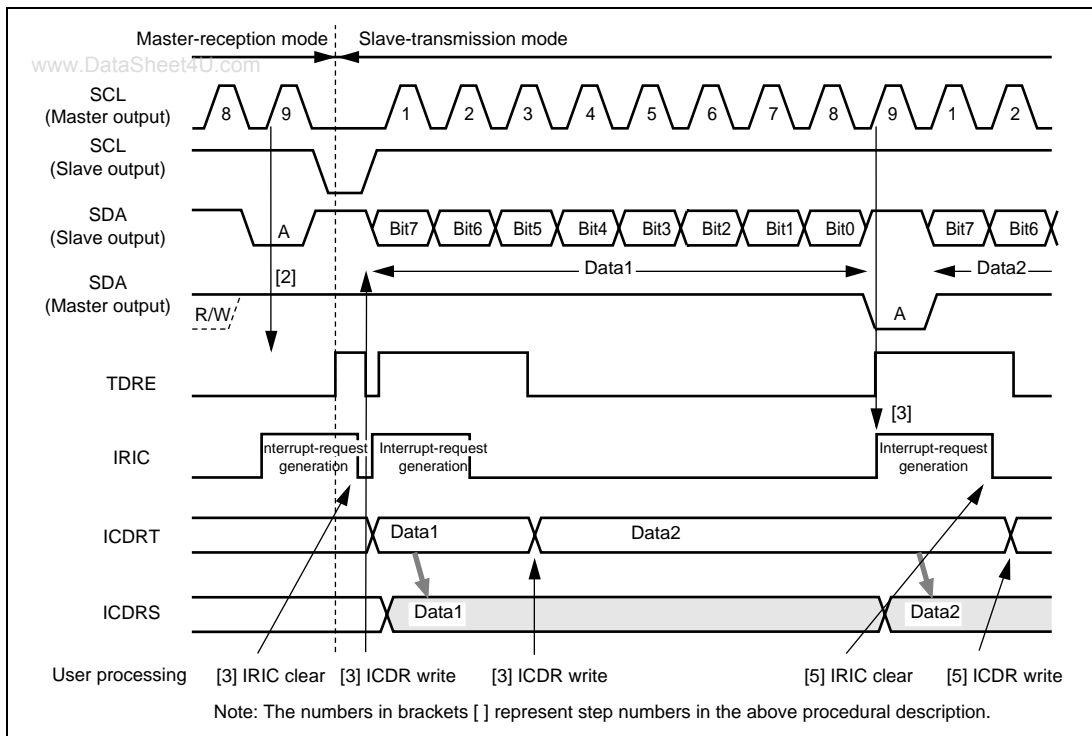 Master-reception mode Slave-transmission mode
www.DataSheet4U.com
SCL
(Master output)
8 9 1 2 3 4 5 6 7 8 9 1 2
SCL
(Slave output)
SDA
(Slave output)
A Bit7 Bit6 Bit5 Bit4 Bit3 Bit2 Bit1 Bit0 Bit7 Bit6
[2] Data1 Data2
SDA
(Master output)
R/W A
TDRE
[3]
IRIC
nterrupt-request
generation
Interrupt-request
generation
Interrupt-request
generation
ICDRT
Data1 Data2
ICDRS
Data1 Data2
User processing [3] IRIC clear [3] ICDR write [3] ICDR write [5] IRIC clear [5] ICDR write
Note: The numbers in brackets [ ] represent step numbers in the above procedural description.